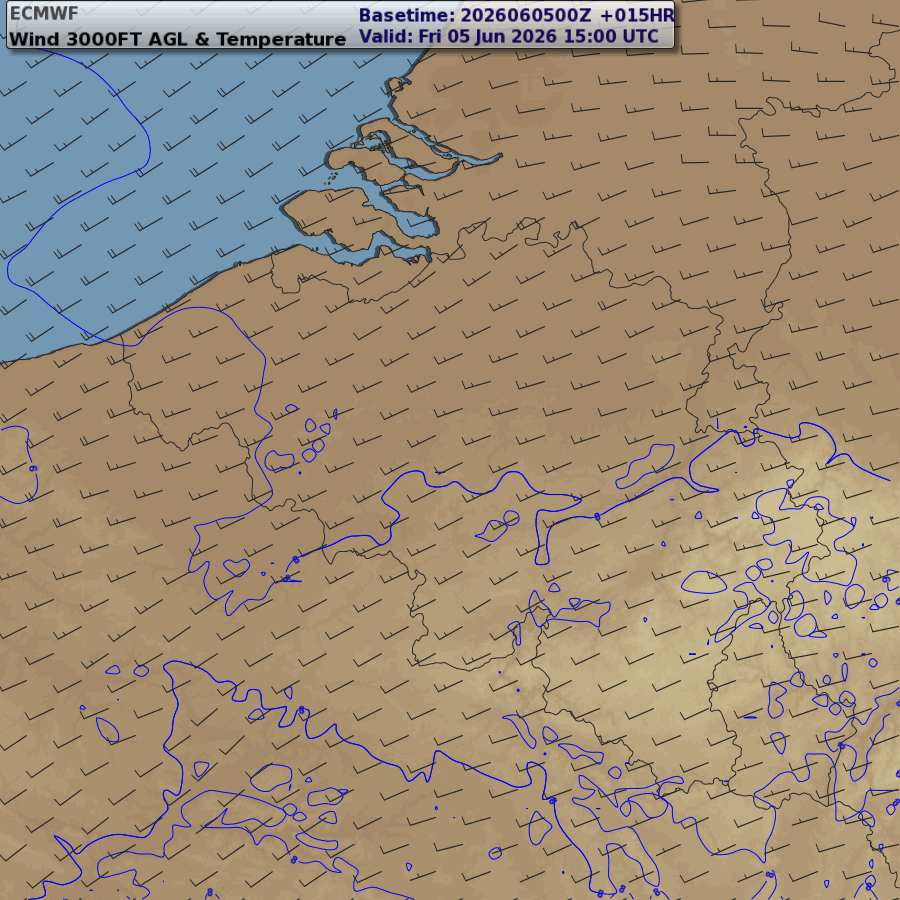 ECMWF
Wind 3000FT AGL & Temperature
Basetime: 2026060500Z +015HR
Valid: Fri 05 Jun 2026 15:00 UTC